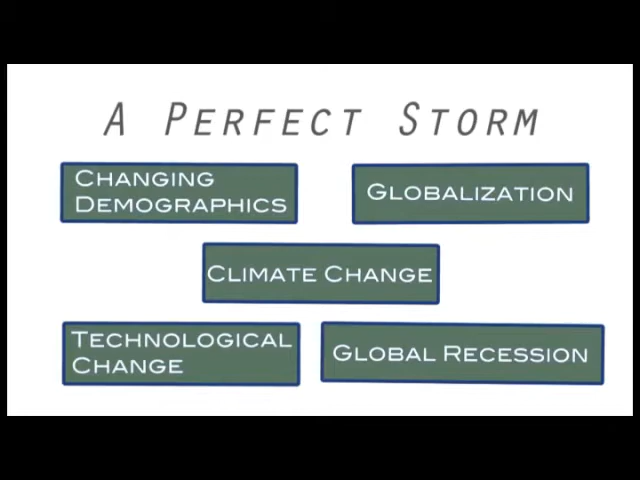 A PERFECT STORM
CHANGING
DEMOGRAPHICS
GLOBALIZATION
CLIMATE CHANGE
TECHNOLOGICAL
CHANGE
GLOBAL RECESSION